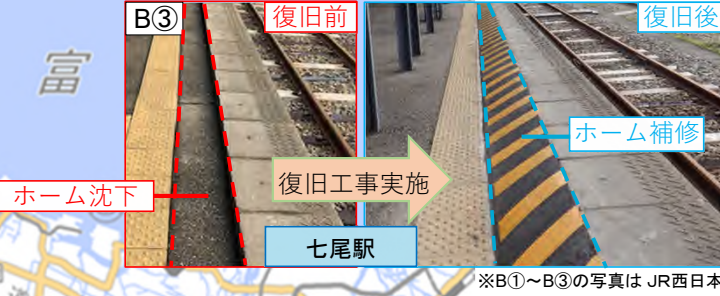 富
B③
復旧前
復旧後
ホーム補修
ホーム沈下
復旧工事実施
七尾駅
※B①～B③の写真は JR西日本